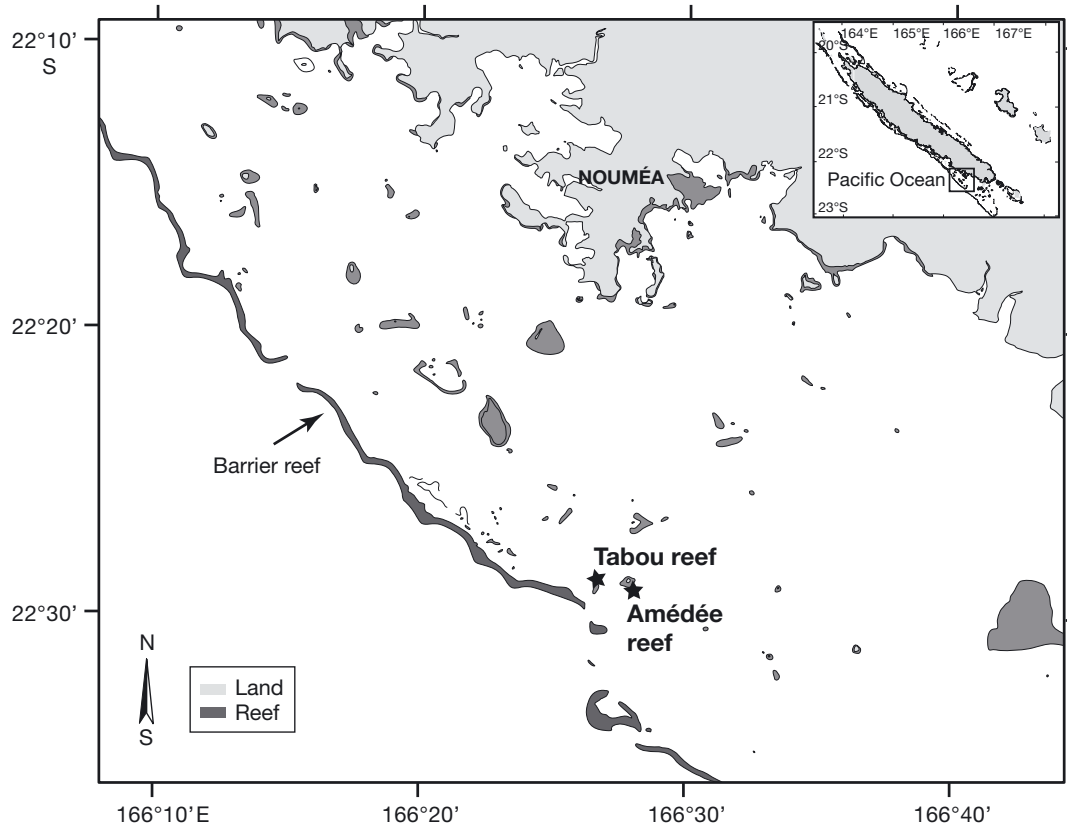 22°10’
S
164°E 165°E 166°E 167°E
20°S
21°S
22°S
Pacific Ocean
23°S
NOUMÉA
22°20’
Barrier reef
Tabou reef
Amédée
reef
22°30’
N
S
Land
Reef
166°10’E 166°20’ 166°30’ 166°40’